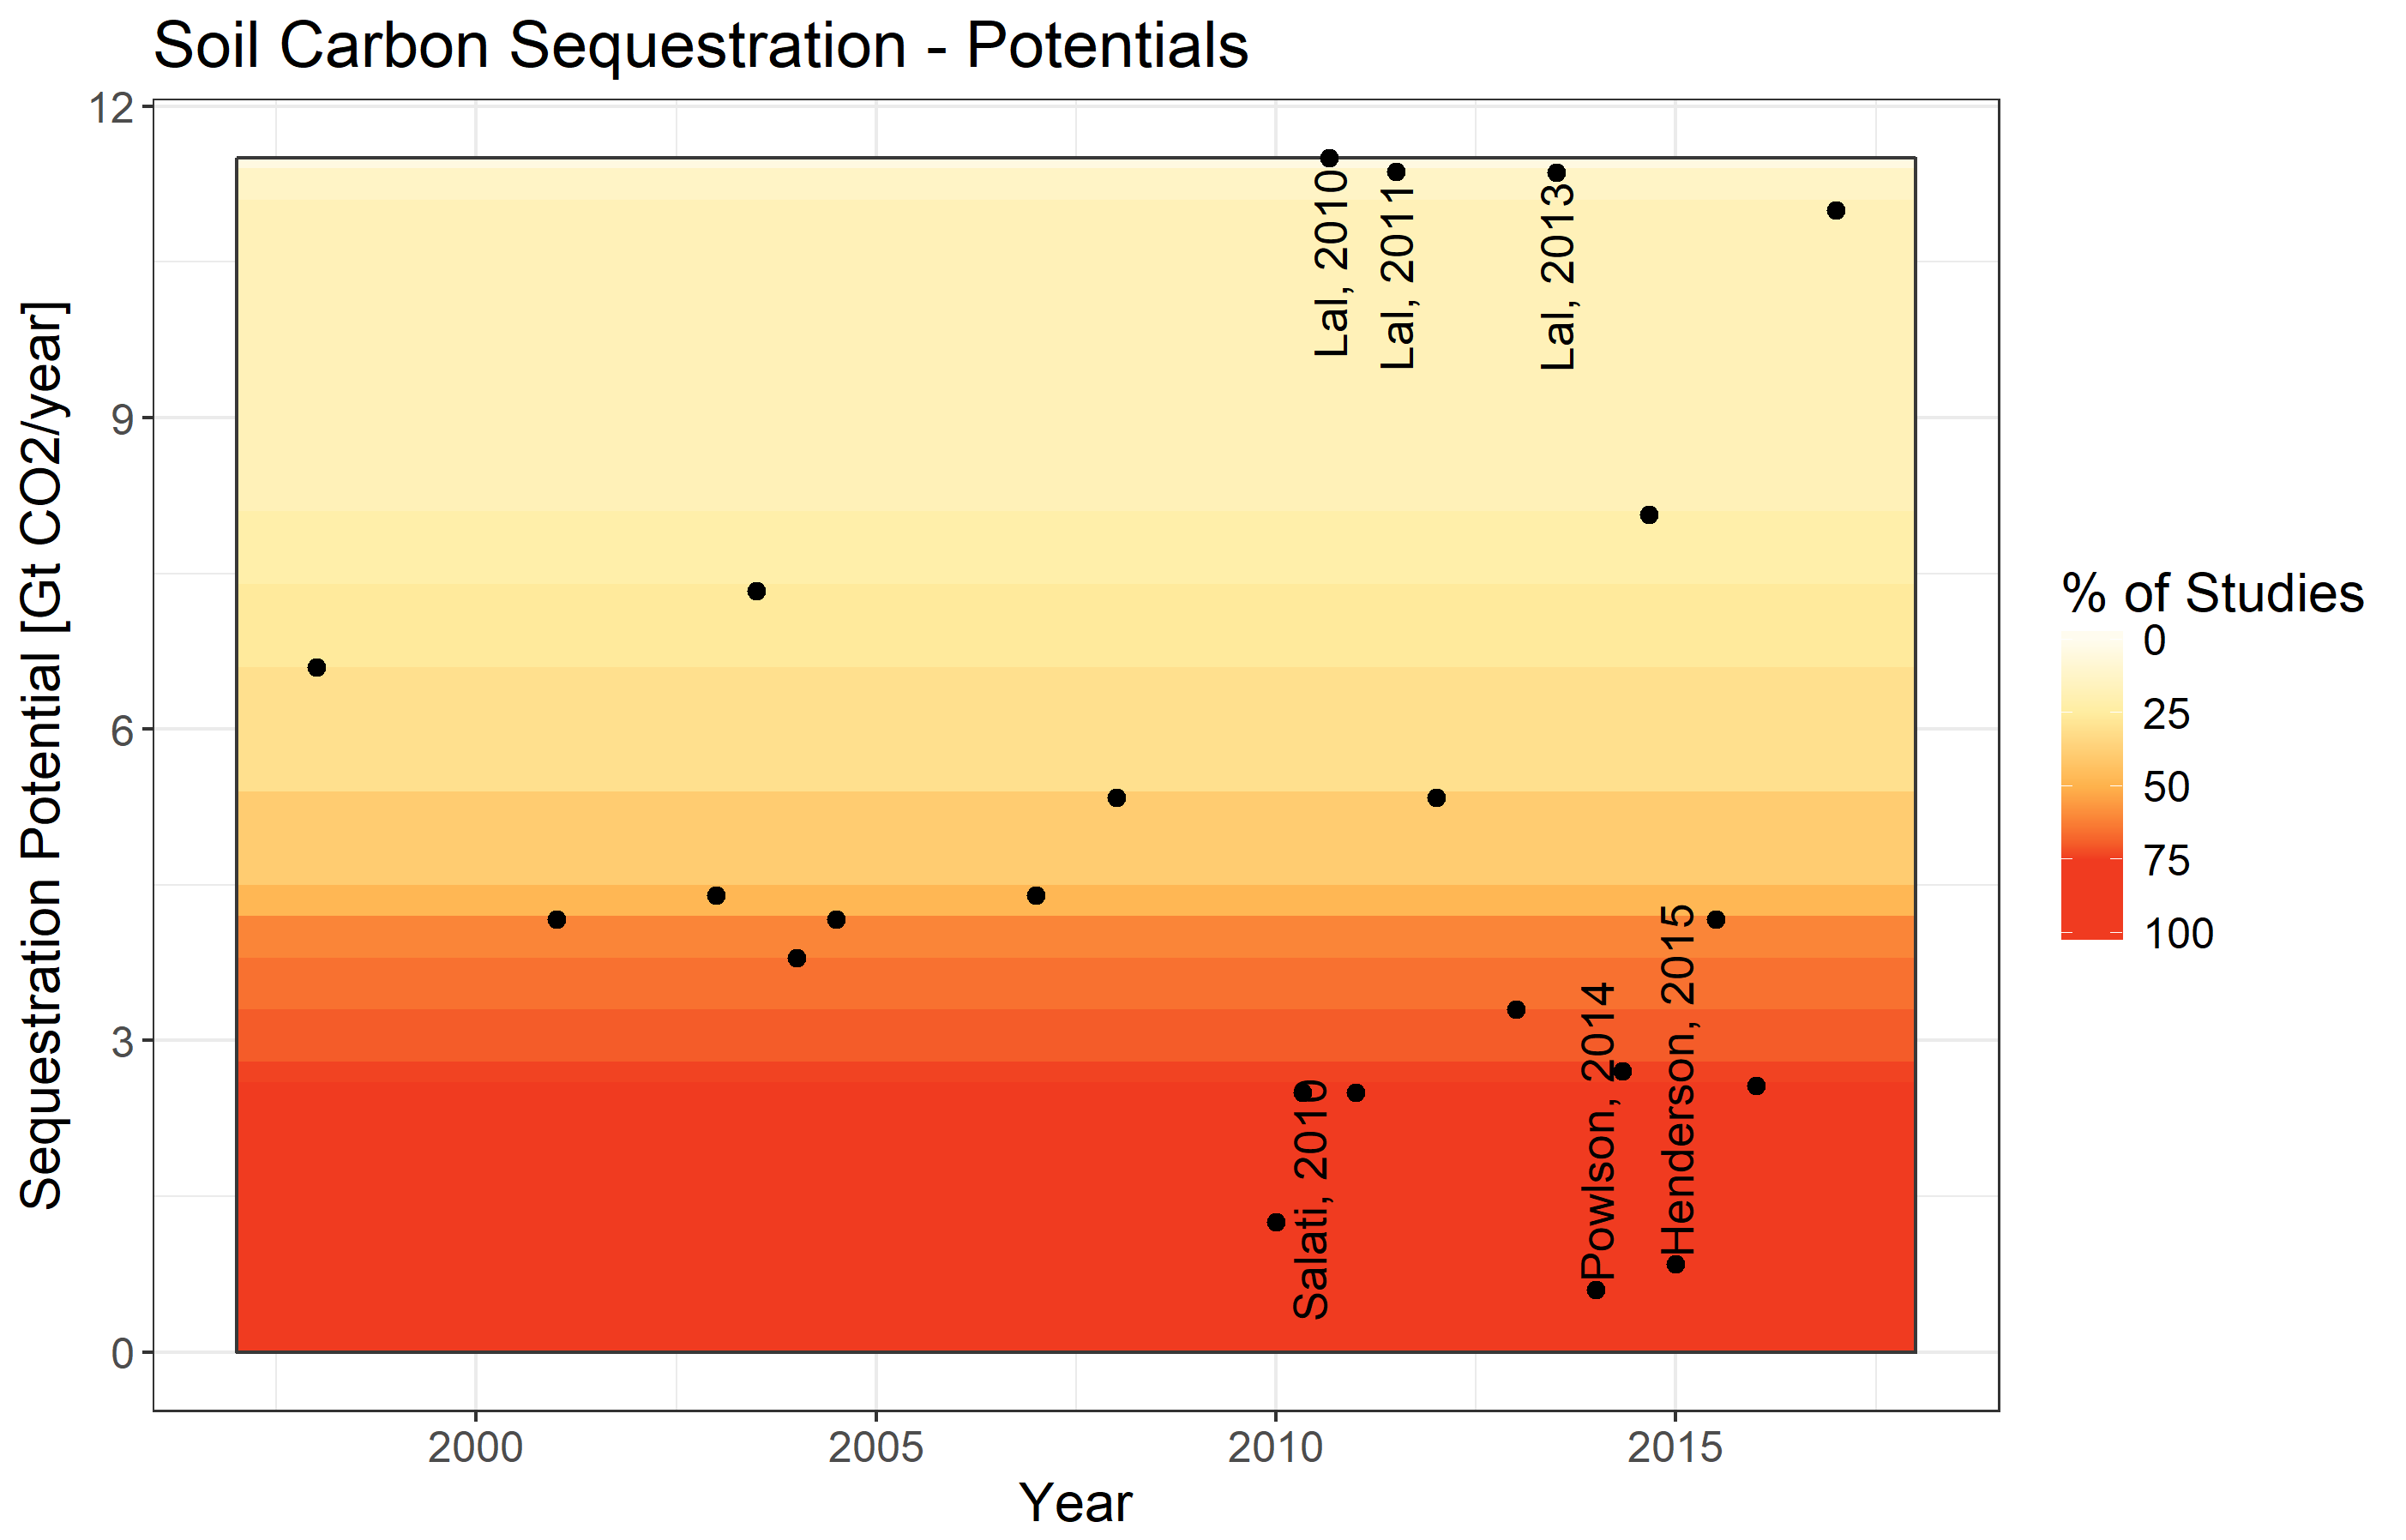 Soil Carbon Sequestration - Potentials
Sequestration Potential [Gt CO2/year]
12
9
6
3
0
Lal, 2010
Lal, 2011
Lal, 2013
Salati, 2010
Powlson, 2014
Henderson, 2015
2000
2005
2010
2015
Year
% of Studies
0
25
50
75
100